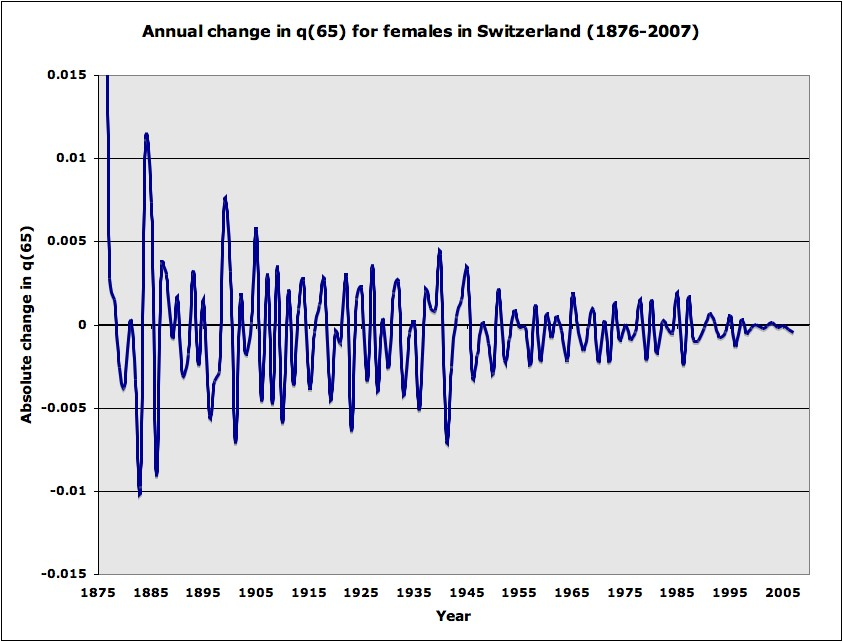 Annual change in q(65) for females in Switzerland (1876-2007)
0.015
0.01
0.005
0
-0.005
-0.01
-0.015
Absolute change in q(65)
1875 1885 1895 1905 1915 1925 1935 1945 1955 1965 1975 1985 1995 2005
Year